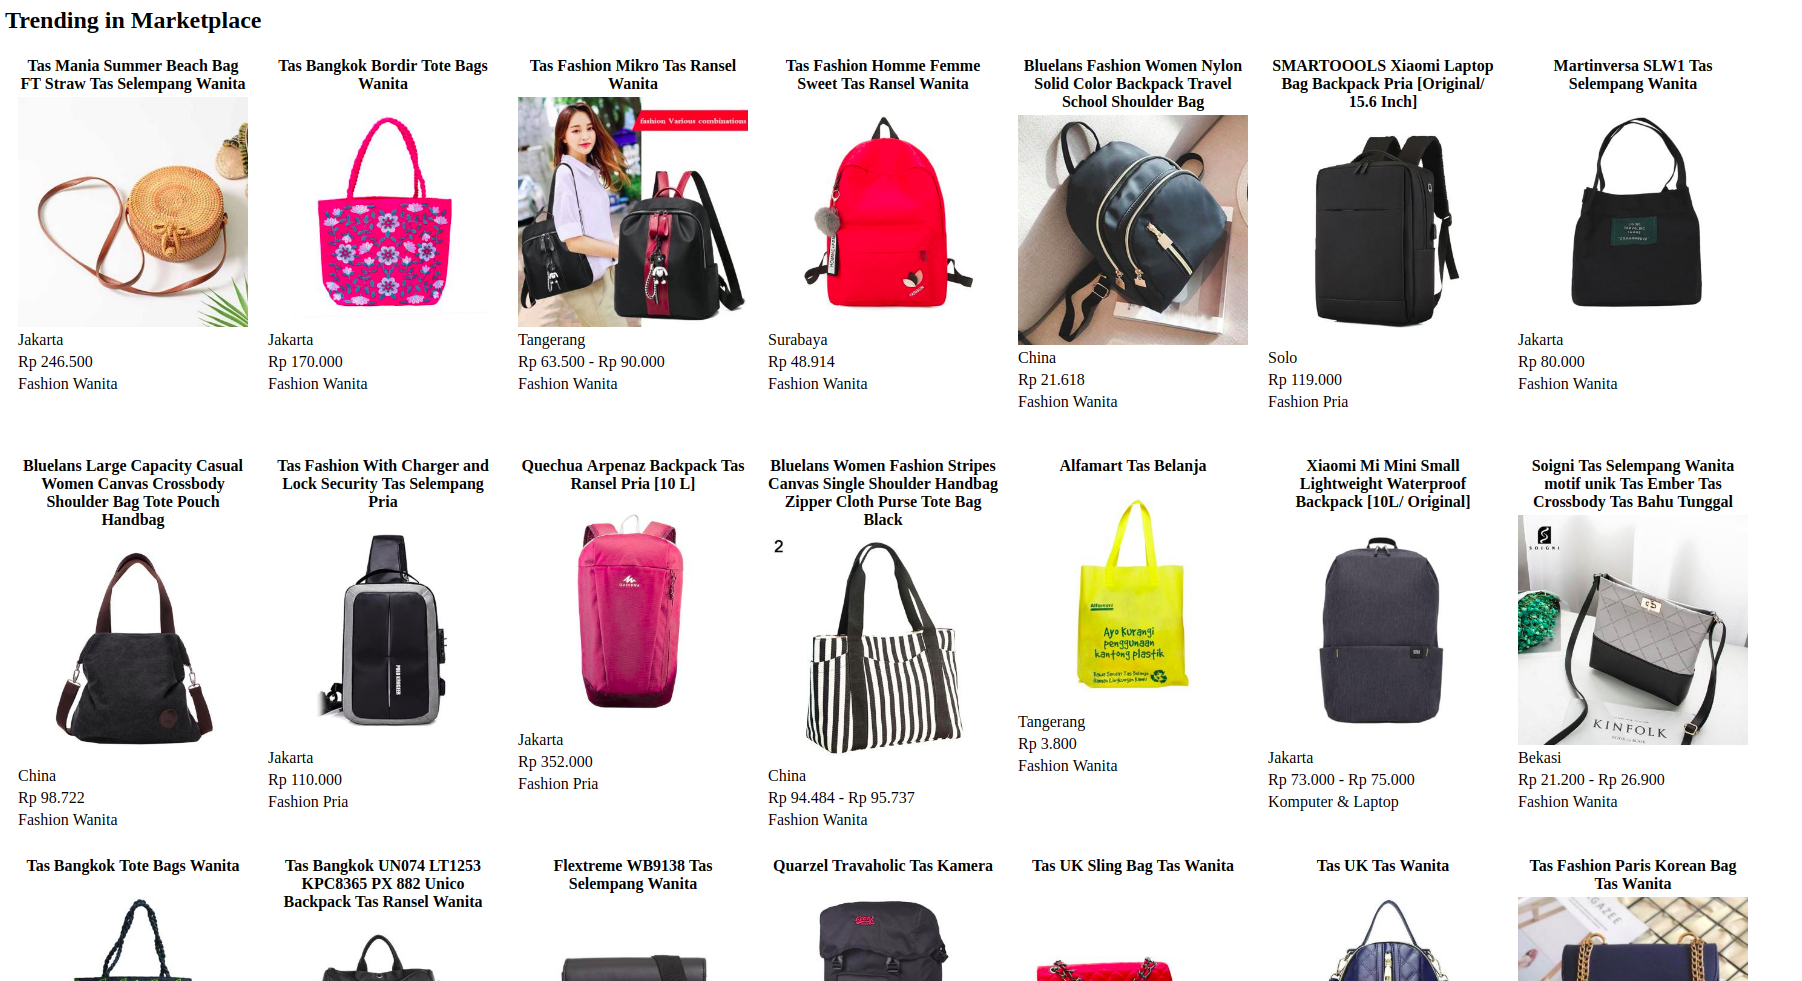 Trending in Marketplace
Tas Mania Summer Beach Bag
FT Straw Tas Selempang Wanita
Jakarta
Rp 246.500
Fashion Wanita
Tas Bangkok Bordir Tote Bags
Wanita
Jakarta
Rp 170.000
Fashion Wanita
Tas Fashion Mikro Tas Ransel
Wanita
fashion Various combinations
Tangerang
Rp 63.500 - Rp 90.000
Fashion Wanita
Tas Fashion Homme Femme
Sweet Tas Ransel Wanita
Surabaya
Rp 48.914
Fashion Wanita
Bluelans Fashion Women Nylon
Solid Color Backpack Travel
School Shoulder Bag
China
Rp 21.618
Fashion Wanita
SMARTOOOLS Xiaomi Laptop
Bag Backpack Pria [Original/
15.6 Inch]
Solo
Rp 119.000
Fashion Pria
Martinversa SLW1 Tas
Selempang Wanita
Jakarta
Rp 80.000
Fashion Wanita
Bluelans Large Capacity Casual
Women Canvas Crossbody
Shoulder Bag Tote Pouch
Handbag
China
Rp 98.722
Fashion Wanita
Tas Fashion With Charger and
Lock Security Tas Selempang
Pria
Jakarta
Rp 110.000
Fashion Pria
Quechua Arpenaz Backpack Tas
Ransel Pria [10 L]
Jakarta
Rp 352.000
Fashion Pria
Bluelans Women Fashion Stripes
Canvas Single Shoulder Handbag
Zipper Cloth Purse Tote Bag
Black
2
China
Rp 94.484 - Rp 95.737
Fashion Wanita
Alfamart Tas Belanja
Alfamart
Ayo Kurangi
penggunaan
kantong plastik
Tangerang
Rp 3.800
Fashion Wanita
Xiaomi Mi Mini Small
Lightweight Waterproof
Backpack [10L/ Original]
Jakarta
Rp 73.000 - Rp 75.000
Komputer & Laptop
Soigni Tas Selempang Wanita
motif unik Tas Ember Tas
Crossbody Tas Bahu Tunggal
SOIGNI
KINFOLK
Bekasi
Rp 21.200 - Rp 26.900
Fashion Wanita
Tas Bangkok Tote Bags Wanita
Tas Bangkok UN074 LT1253
KPC8365 PX 882 Unico
Backpack Tas Ransel Wanita
Flextreme WB9138 Tas
Selempang Wanita
Quarzel Travaholic Tas Kamera
Tas UK Sling Bag Tas Wanita
Tas UK Tas Wanita
Tas Fashion Paris Korean Bag
Tas Wanita